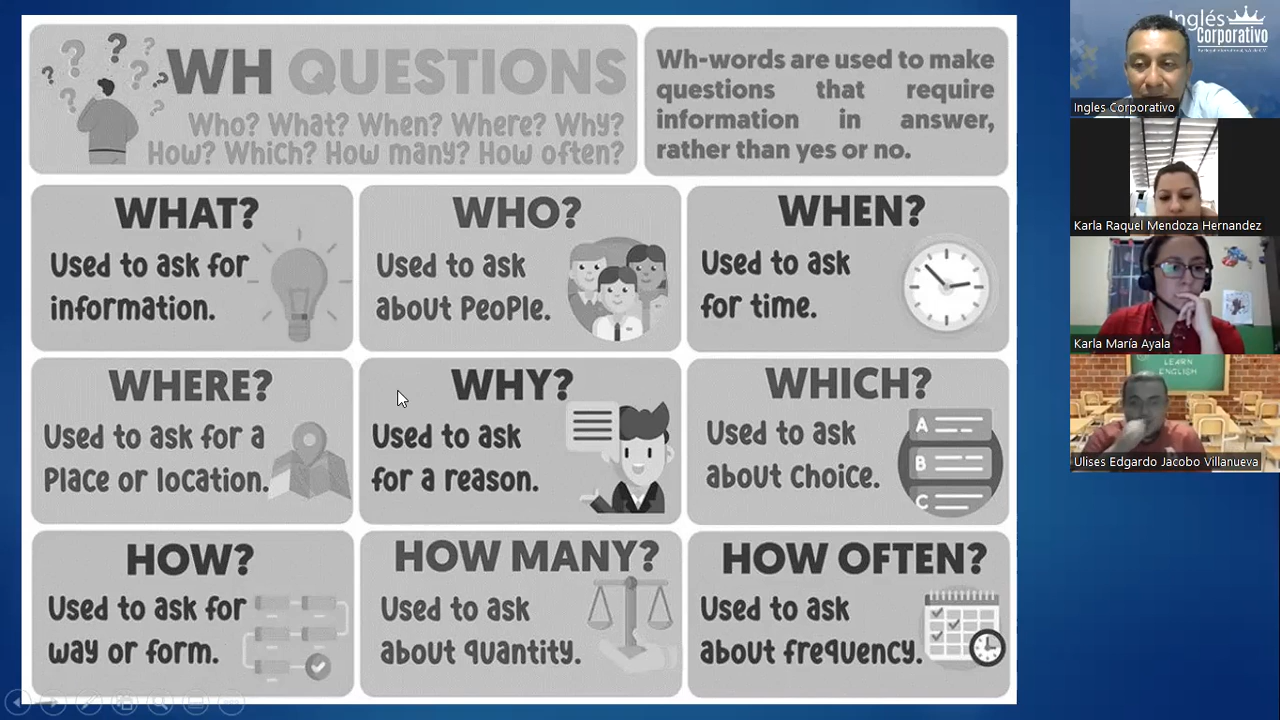 WH QUESTIONS
Who? What? When? Where? Why?
How? Which? How many? How often?
Wh-words are used to make
questions that require
information in answer,
rather than yes or no.
WHAT?
Used to ask for
information.
WHO?
Used to ask
about People.
WHEN?
Used to ask
for time.
WHERE?
Used to ask for a
Place or location.
WHY?
Used to ask
for a reason.
WHICH?
Used to ask
about Choice.
A
B
C
HOW?
Used to ask for
way or form.
HOW MANY?
Used to ask
about quantity.
HOW OFTEN?
Used to ask
about frequency.
Inglés
Corporativo
Ingles Corporativo
Karla Raquel Mendoza Hernandez
Karla María Ayala
LEARN
ENGLISH
Ulises Edgardo Jacobo Villanueva